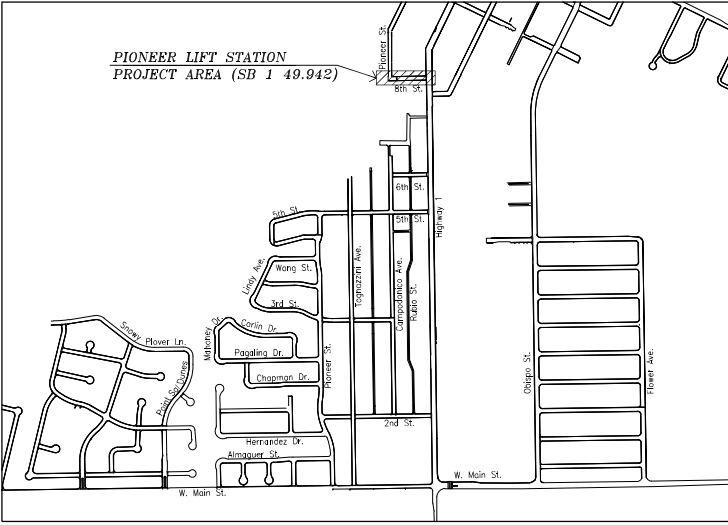 Pioneer St.
PIONEER LIFT STATION
PROJECT AREA (SB 1 49.942)
8th St.
6th St.
5th St.
5th St.
Highway 1
Lindy Ave.
Wong St.
3rd St.
Tognazzini Ave.
Campodonico Ave.
Rubio St.
Snowy Plover Ln.
Mahoney Dr.
Carlin Dr
Pagaling Dr.
Chapman Dr.
Pioneer St.
Point Sal Dunes
Obispo St.
Flower Ave.
2nd St.
Hernandez Dr.
Almaguer St.
W. Main St.
W. Main St.